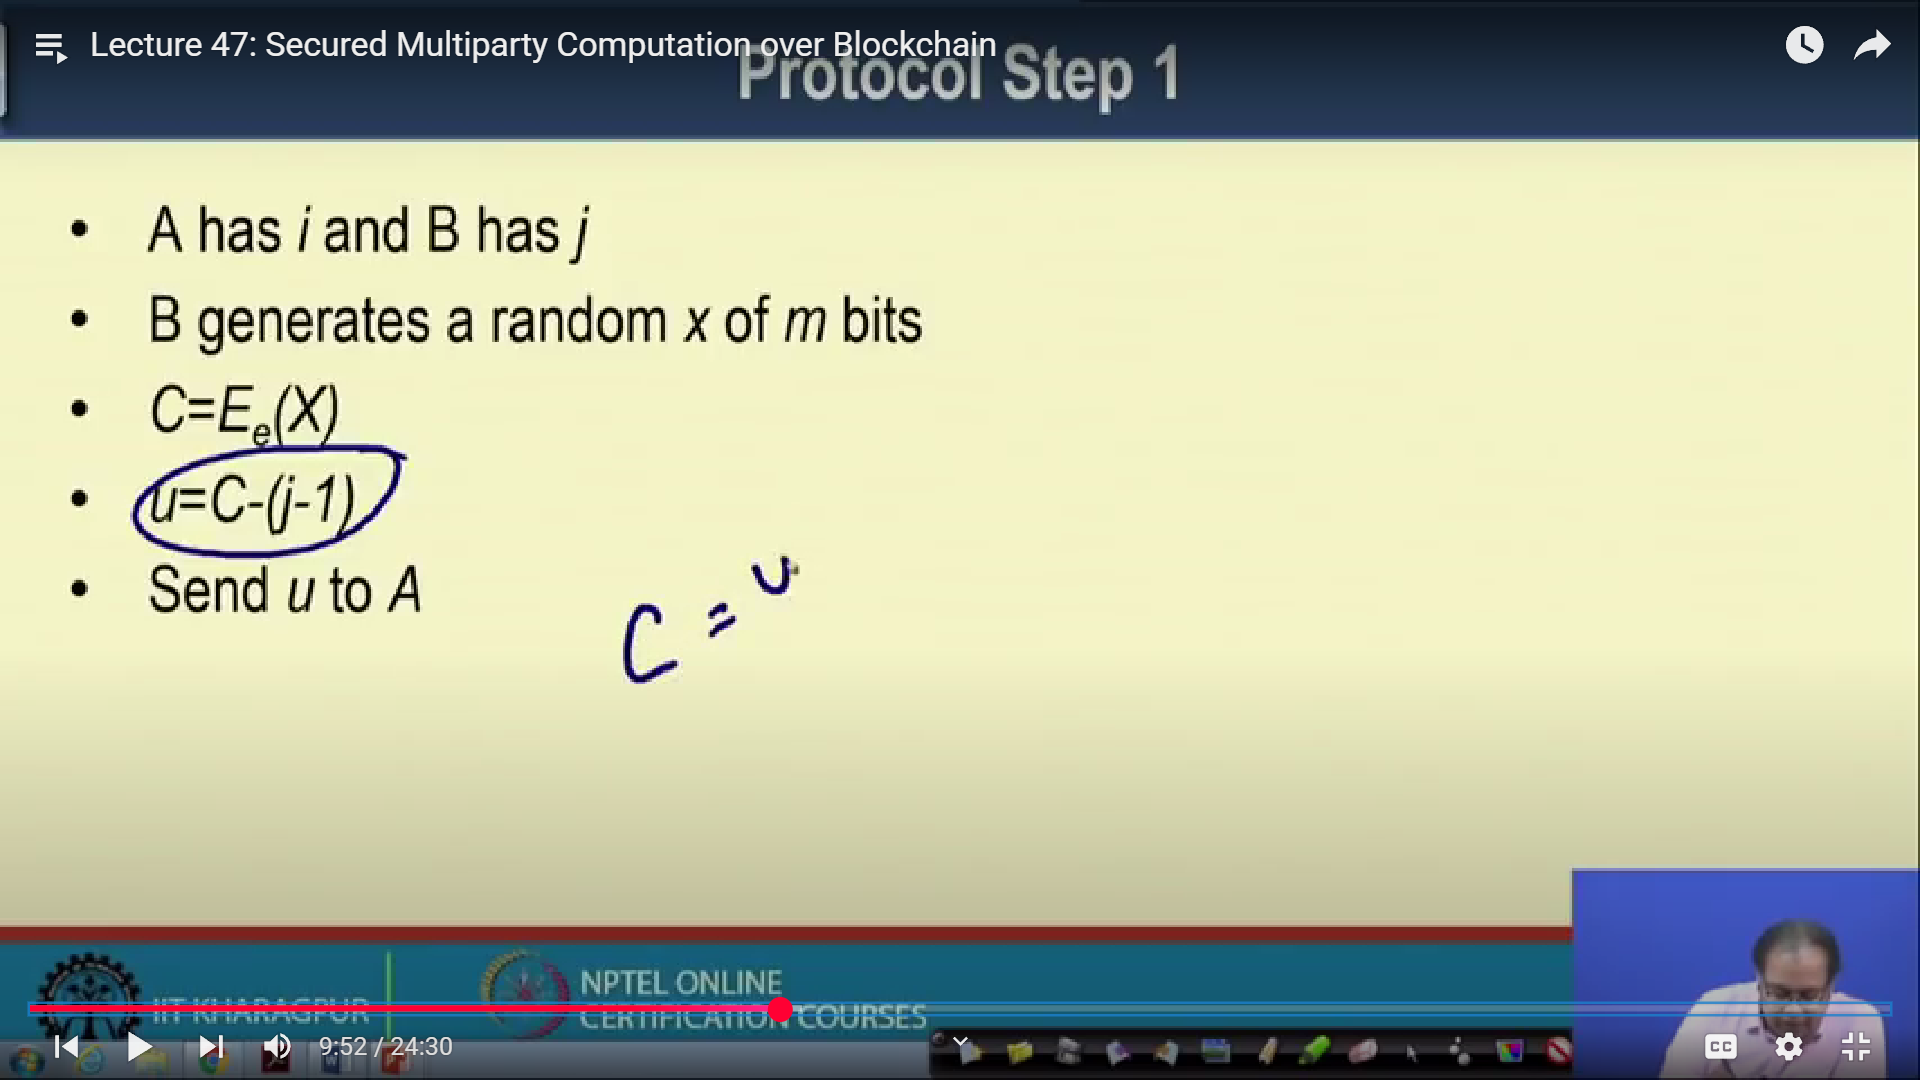 Lecture 47: Secured Multiparty Computation over Blockchain
Protocol Step 1
• A has i and B has j
• B generates a random x of m bits
• C=Ee(X)
• u=C-(j-1)
• Send u to A
C = u
IIT KHARAGPUR
NPTEL ONLINE
CERTIFICATION COURSES
9:52 / 24:30
CC